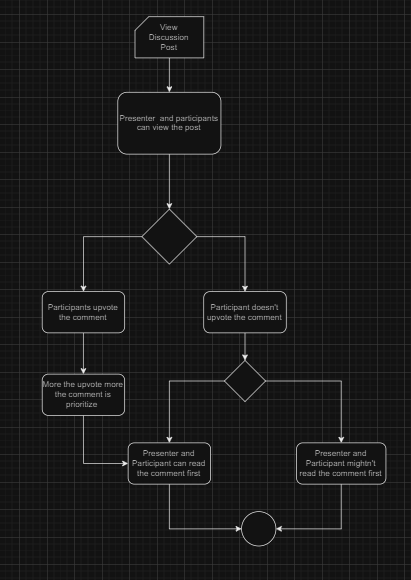 View
Discussion
Post
Presenter and participants
can view the post
Participants upvote
the comment
Participant doesn't
upvote the comment
More the upvote more
the comment is
prioritize
Presenter and
Participant can read
the comment first
Presenter and
Participant mightn't
read the comment first